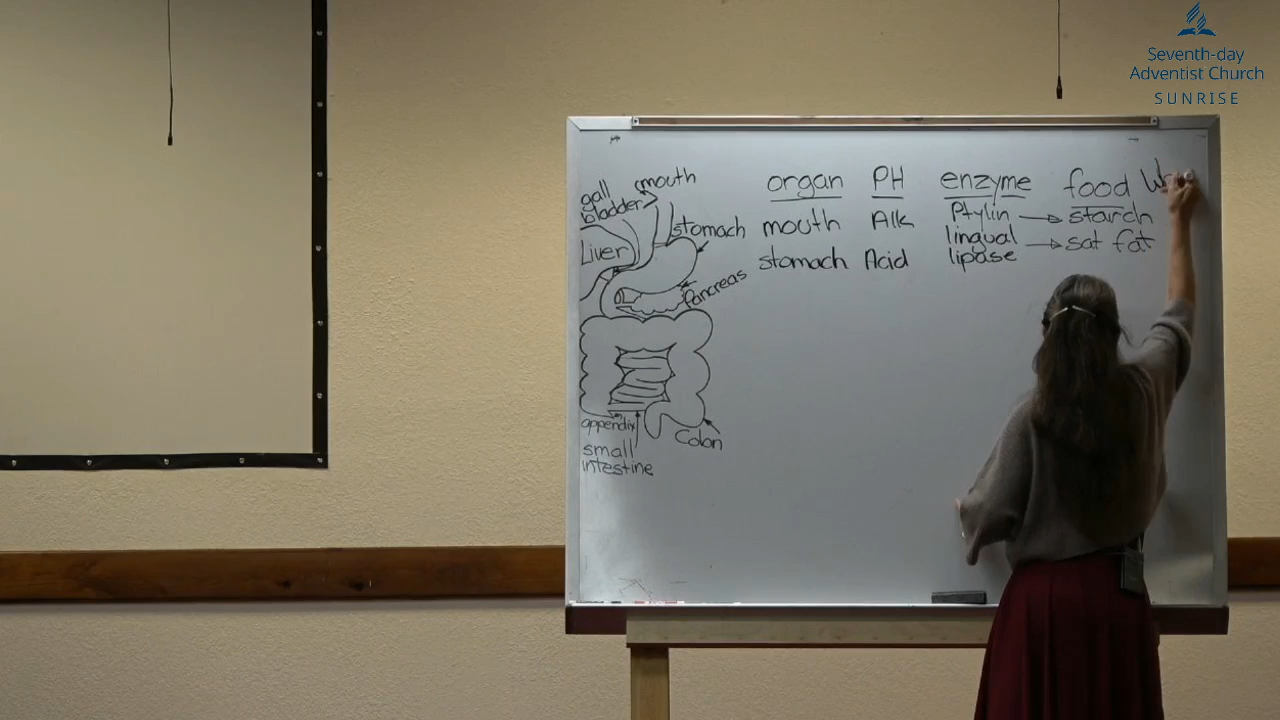 Seventh-day
Adventist Church
SUNRISE
mouth
gall
bladder
stomach
Liver
Pancreas
appendix
Colon
small
intestine
organ PH enzyme food
mouth Alk Ptylin → starch
lingual → sat fat
stomach Acid lipase